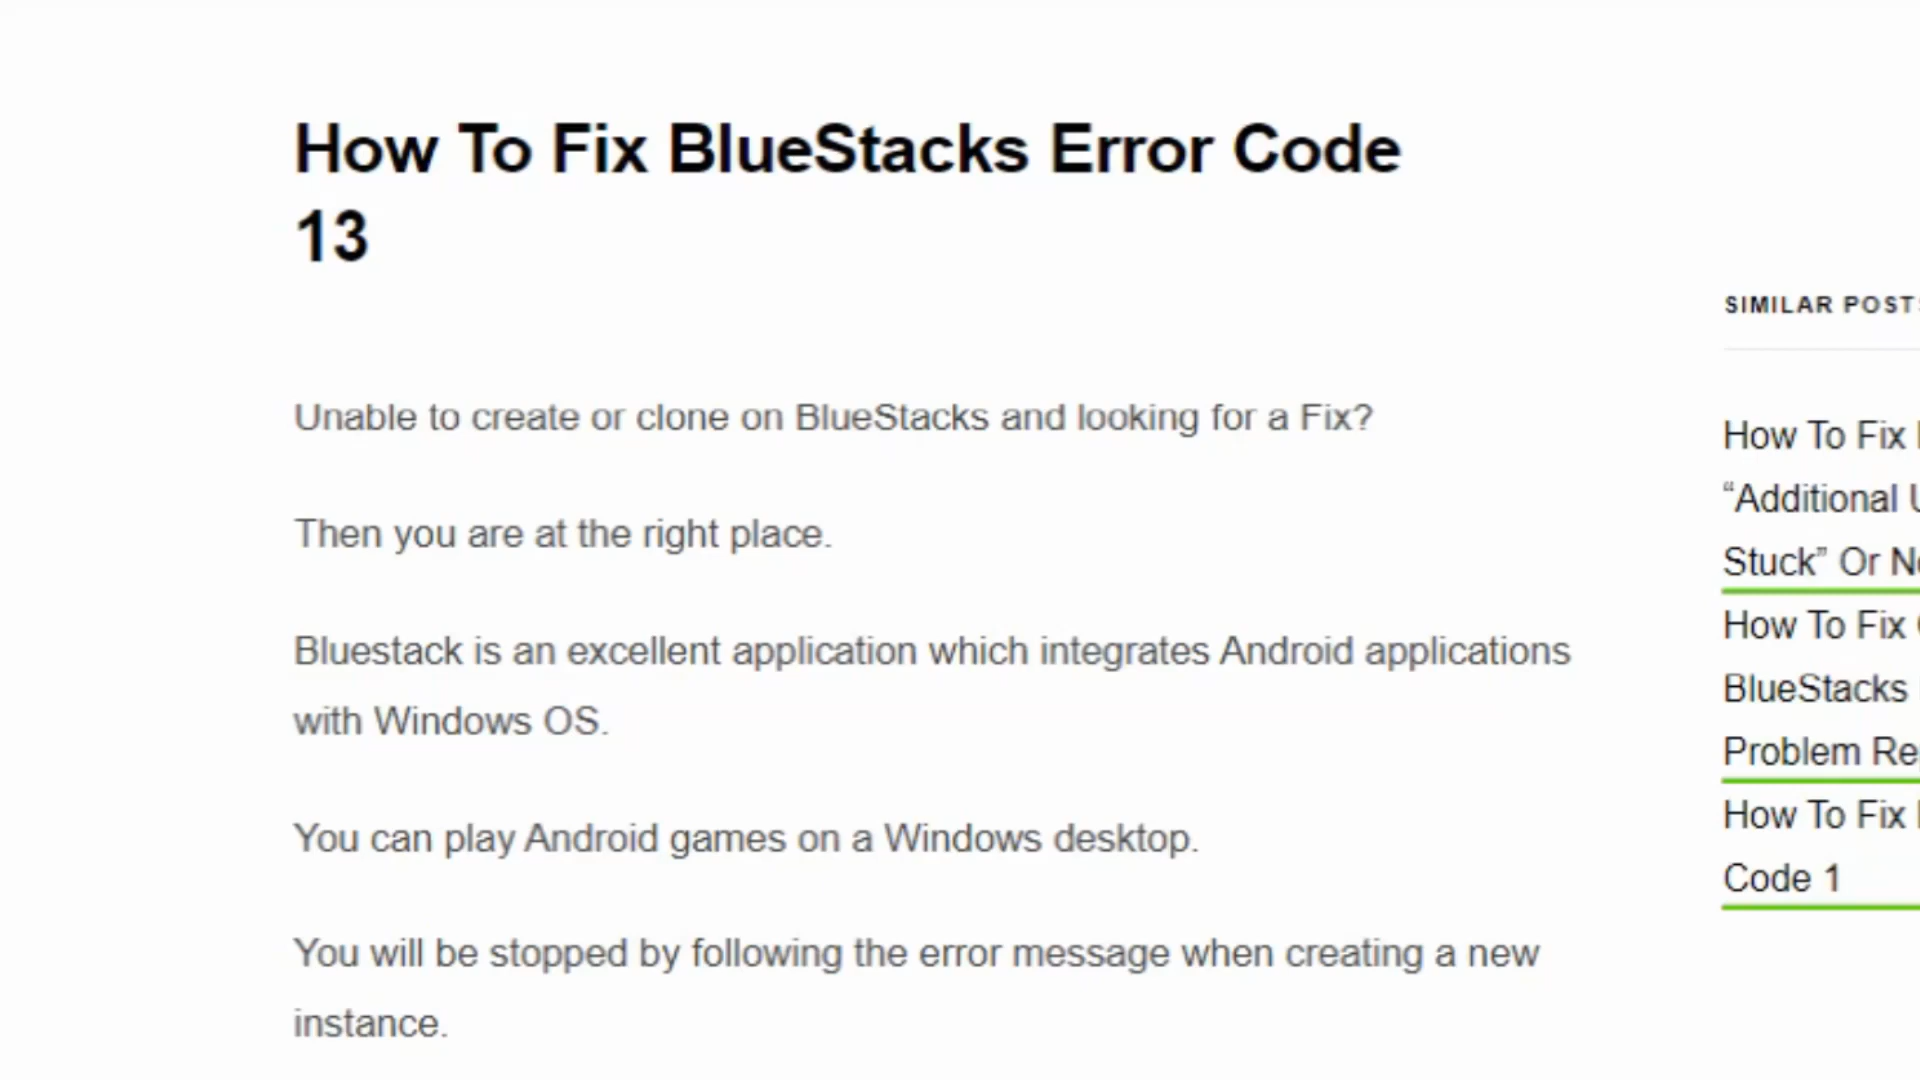 How To Fix BlueStacks Error Code
13
Unable to create or clone on BlueStacks and looking for a Fix?
Then you are at the right place.
Bluestack is an excellent application which integrates Android applications
with Windows OS.
You can play Android games on a Windows desktop.
You will be stopped by following the error message when creating a new
instance.
SIMILAR POSTS
How To Fix
“Additional
Stuck” Or
How To Fix
BlueStacks
Problem
How To Fix
Code 1